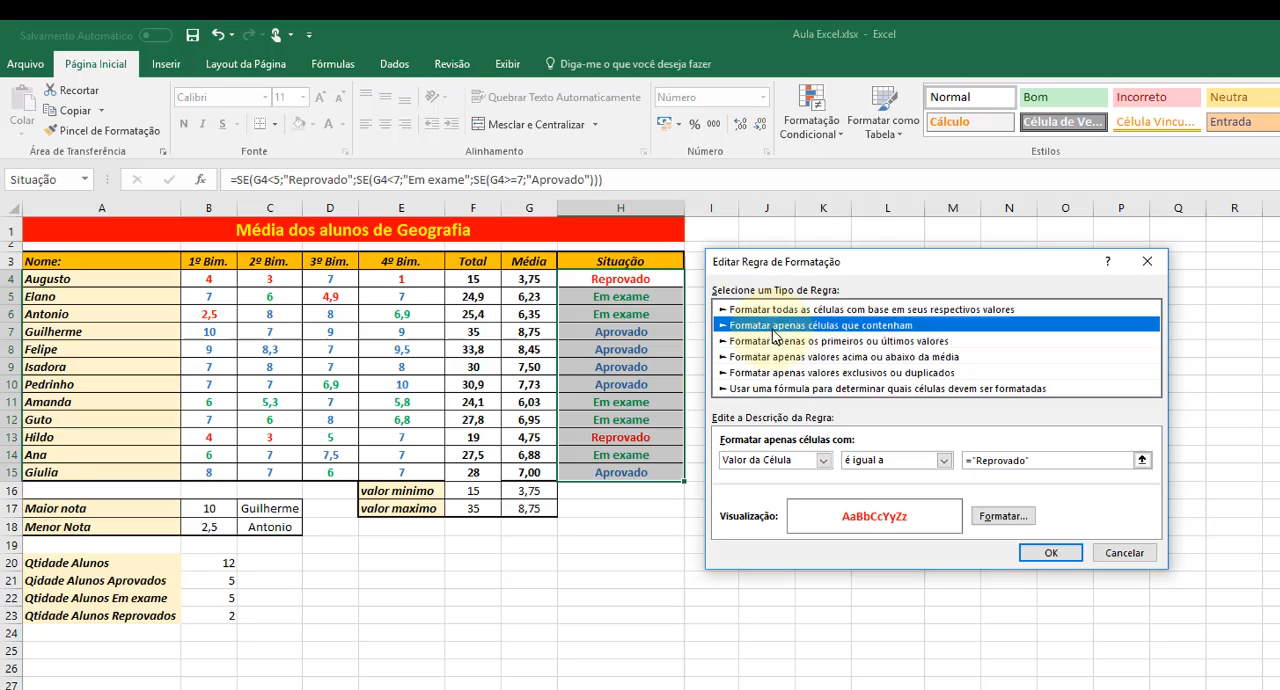 Salvamento Automático
Aula Excel.xlsx - Excel
Arquivo Página Inicial Inserir Layout da Página Fórmulas Dados Revisão Exibir Diga-me o que você deseja fazer
Colar
Recortar
Copiar
Pincel de Formatação
Área de Transferência
Calibri 11
N I S
Fonte
Quebrar Texto Automaticamente
Mesclar e Centralizar
Alinhamento
Número
% 000
Número
Formatação Condicional
Formatar como Tabela
Normal Bom Incorreto Neutra
Cálculo Célula de Ve... Célula Vincu... Entrada
Estilos
Situação fx =SE(G4<5;"Reprovado";SE(G4<7;"Em exame";SE(G4>=7;"Aprovado")))
A B C D E F G H I J K L M N O P Q R
1 Média dos alunos de Geografia
2
3 Nome: 1º Bim. 2º Bim. 3º Bim. 4º Bim. Total Média Situação
4 Augusto 4 3 7 1 15 3,75 Reprovado
5 Elano 7 6 4,9 7 24,9 6,23 Em exame
6 Antonio 2,5 8 8 6,9 25,4 6,35 Em exame
7 Guilherme 10 7 9 9 35 8,75 Aprovado
8 Felipe 9 8,3 7 9,5 33,8 8,45 Aprovado
9 Isadora 7 8 7 8 30 7,50 Aprovado
10 Pedrinho 7 7 6,9 10 30,9 7,73 Aprovado
11 Amanda 6 5,3 7 5,8 24,1 6,03 Em exame
12 Guto 7 6 8 6,8 27,8 6,95 Em exame
13 Hildo 4 3 5 7 19 4,75 Reprovado
14 Ana 6 7 7,5 7 27,5 6,88 Em exame
15 Giulia 8 7 6 7 28 7,00 Aprovado
16 valor minimo 15 3,75
17 Maior nota 10 Guilherme valor maximo 35 8,75
18 Menor Nota 2,5 Antonio
19
20 Qtidade Alunos 12
21 Qidade Alunos Aprovados 5
22 Qtidade Alunos Em exame 5
23 Qtidade Alunos Reprovados 2
24
25
26
27
Editar Regra de Formatação ?
Selecione um Tipo de Regra:
► Formatar todas as células com base em seus respectivos valores
► Formatar apenas células que contenham
► Formatar apenas os primeiros ou últimos valores
► Formatar apenas valores acima ou abaixo da média
► Formatar apenas valores exclusivos ou duplicados
► Usar uma fórmula para determinar quais células devem ser formatadas
Edite a Descrição da Regra:
Formatar apenas células com:
Valor da Célula é igual a ="Reprovado"
Visualização: AaBbCcYyZz Formatar...
OK Cancelar